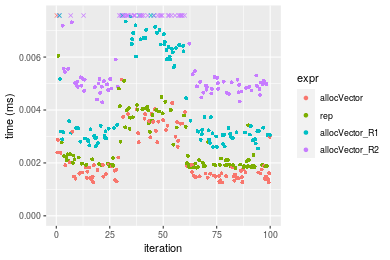 time (ms)
0.006
0.004
0.002
0.000
0
25
50
75
100
iteration
expr
allocVector
rep
allocVector_R1
allocVector_R2